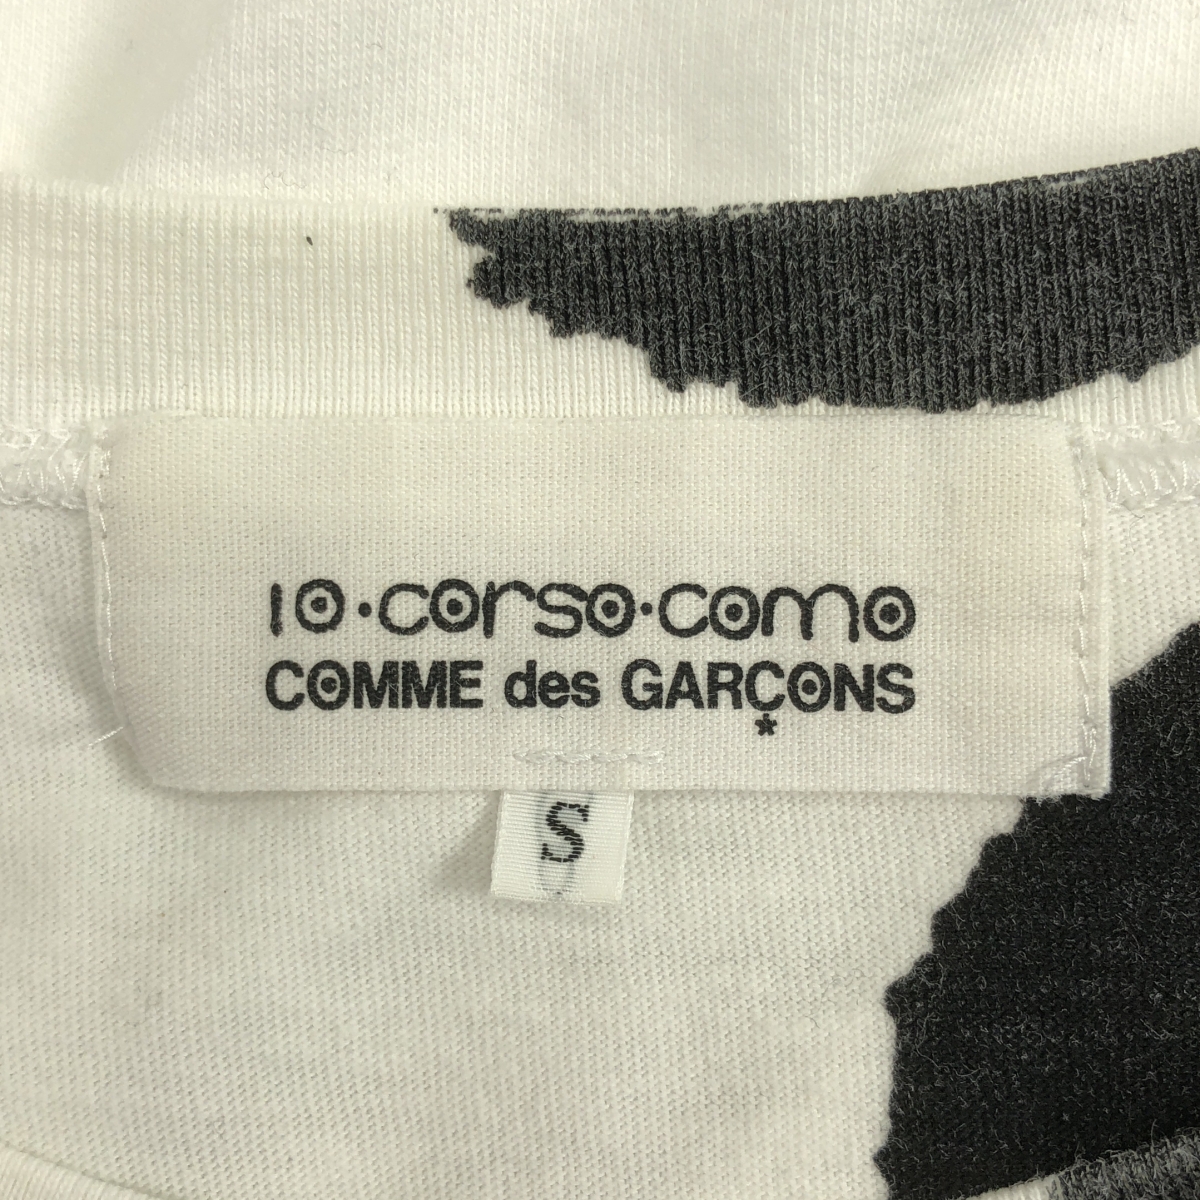 10·corso·como
COMME des GARÇONS
*
S